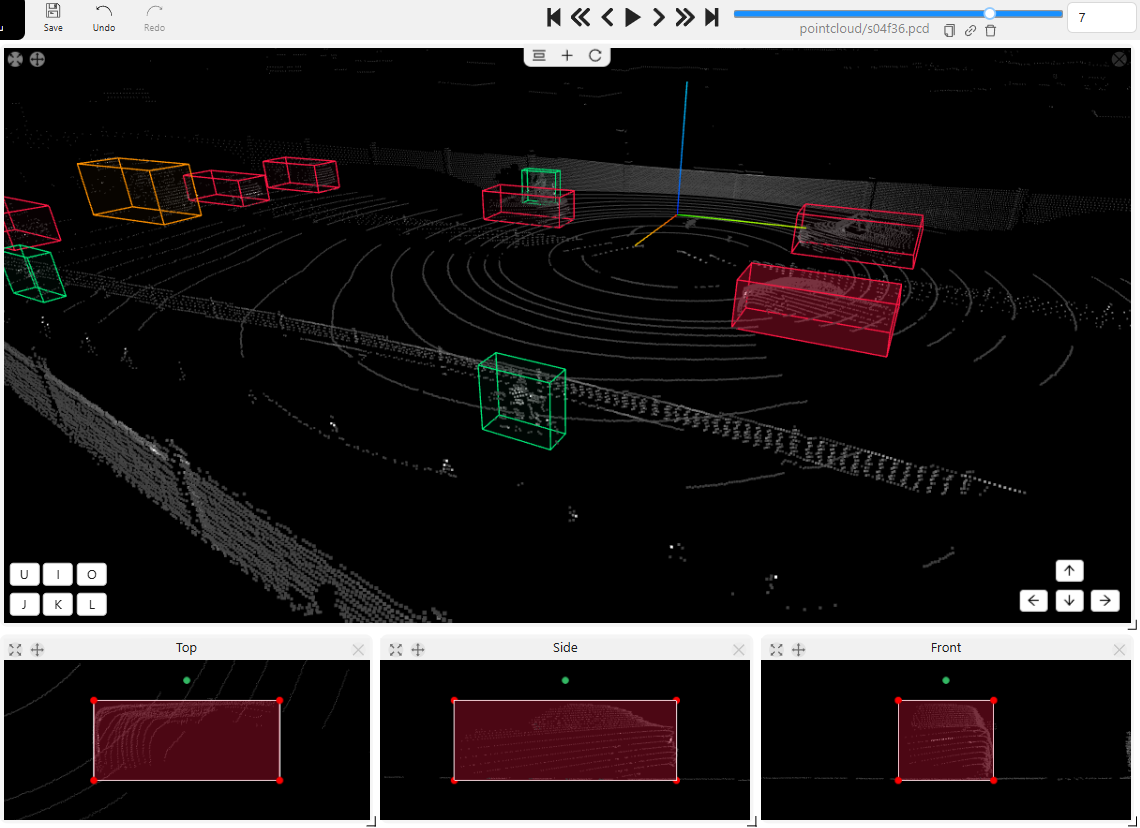 u
Save
Undo
Redo
7
pointcloud/s04f36.pcd
U I O
J K L
Top
Side
Front